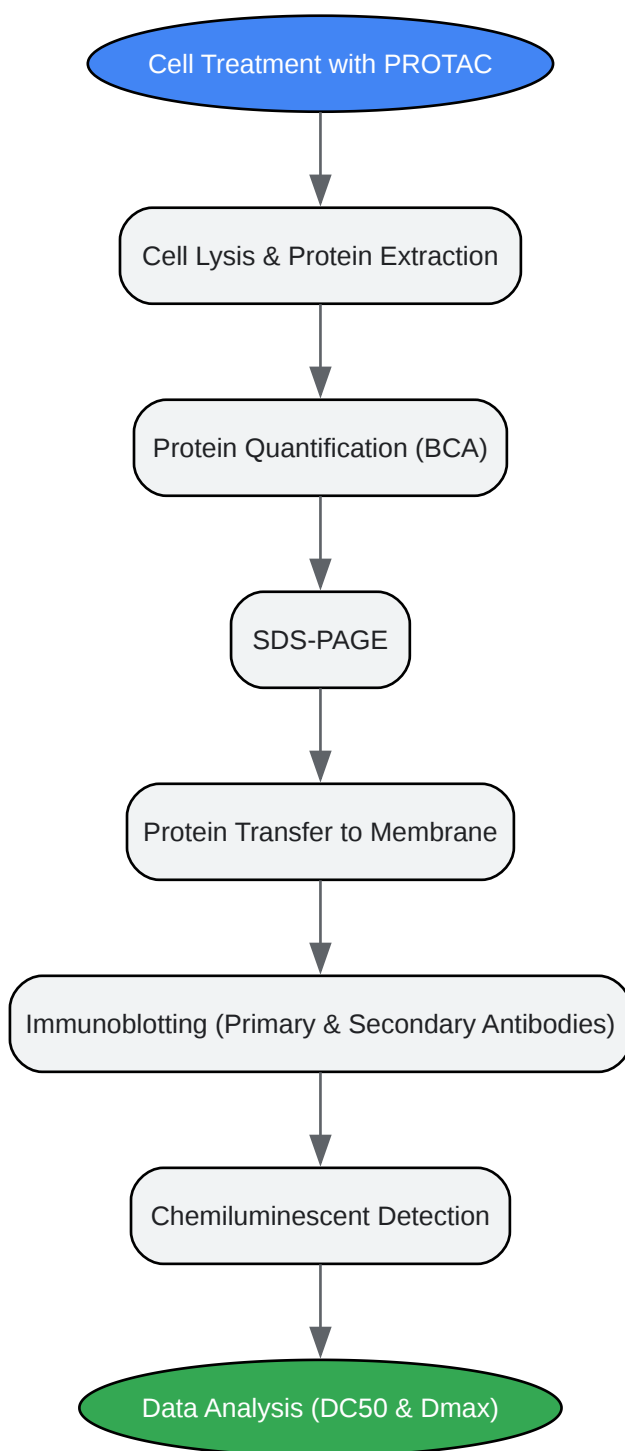 Cell Treatment with PROTAC
Cell Lysis & Protein Extraction
Protein Quantification (BCA)
SDS-PAGE
Protein Transfer to Membrane
Immunoblotting (Primary & Secondary Antibodies)
Chemiluminescent Detection
Data Analysis (DC50 & Dmax)